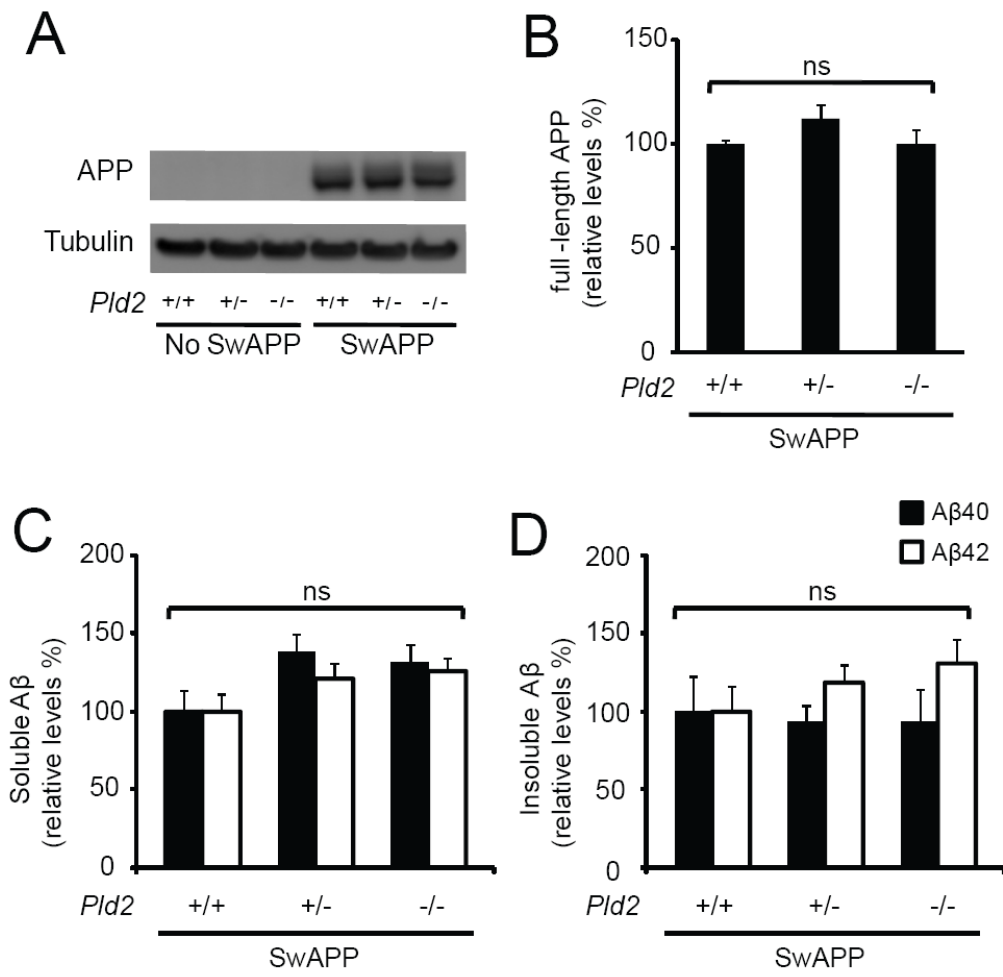 A
APP
Tubulin
Pld2 +/+ +/- -/- +/+ +/- -/-
No SwAPP SwAPP
B
full -length APP
(relative levels %)
150
100
50
0
ns
Pld2 +/+ +/- -/-
SwAPP
C
Soluble Aβ
(relative levels %)
200
150
100
50
0
ns
Pld2 +/+ +/- -/-
SwAPP
D
Aβ40
Aβ42
Insoluble Aβ
(relative levels %)
200
150
100
50
0
ns
Pld2 +/+ +/- -/-
SwAPP